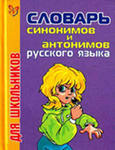 СЛОВАРЬ
СИНОНИМОВ И
АНТОНИМОВ
РУССКОГО ЯЗЫКА
ДЛЯ ШКОЛЬНИКОВ